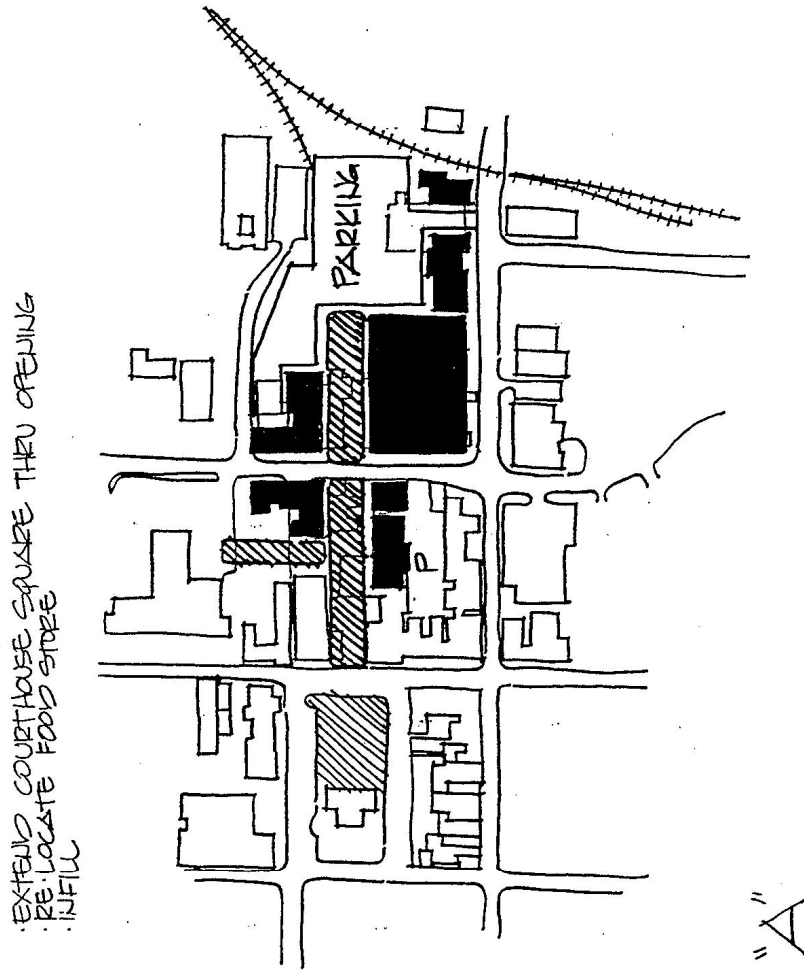 ·EXTEND COURTHOUSE SQUARE THRU OPENING
·RE·LOCATE FOOD STORE
·INFILL
PARKING
P
"A"